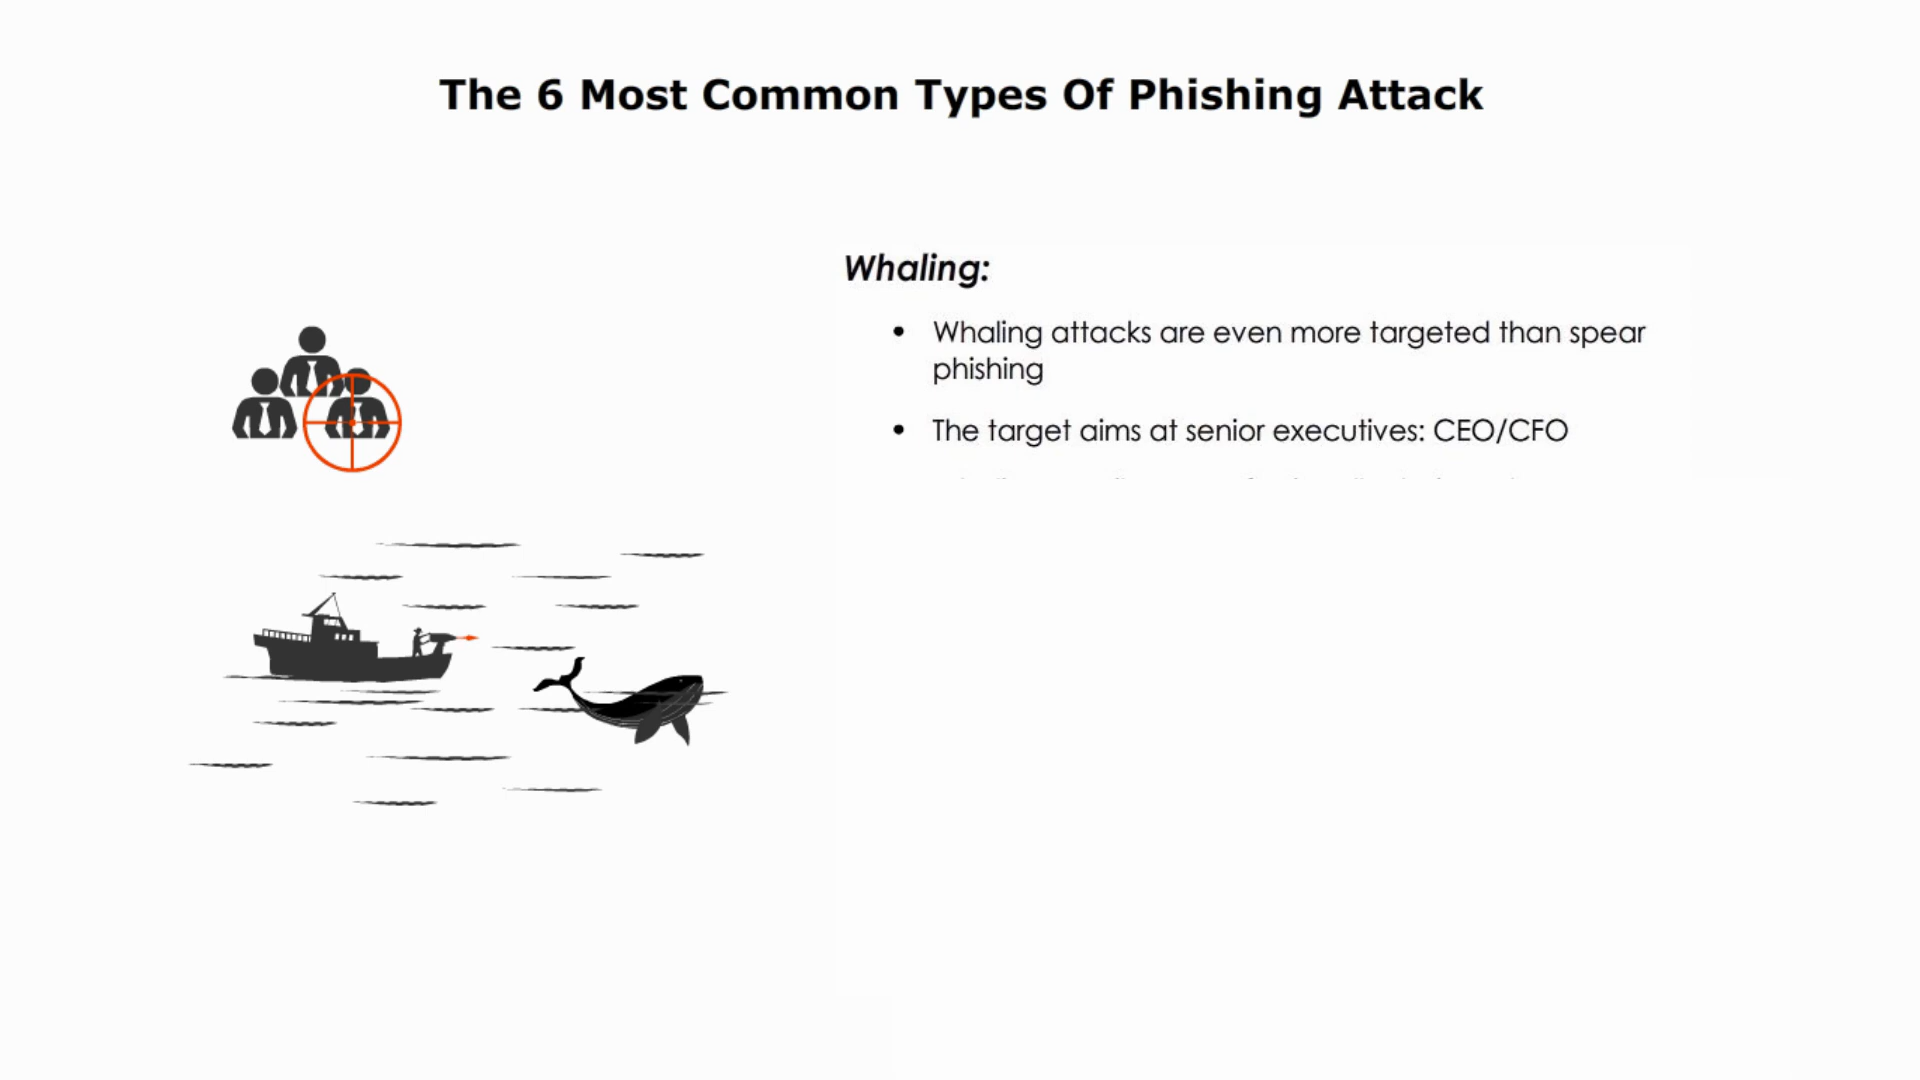 The 6 Most Common Types Of Phishing Attack
Whaling:
• Whaling attacks are even more targeted than spear
phishing
• The target aims at senior executives: CEO/CFO